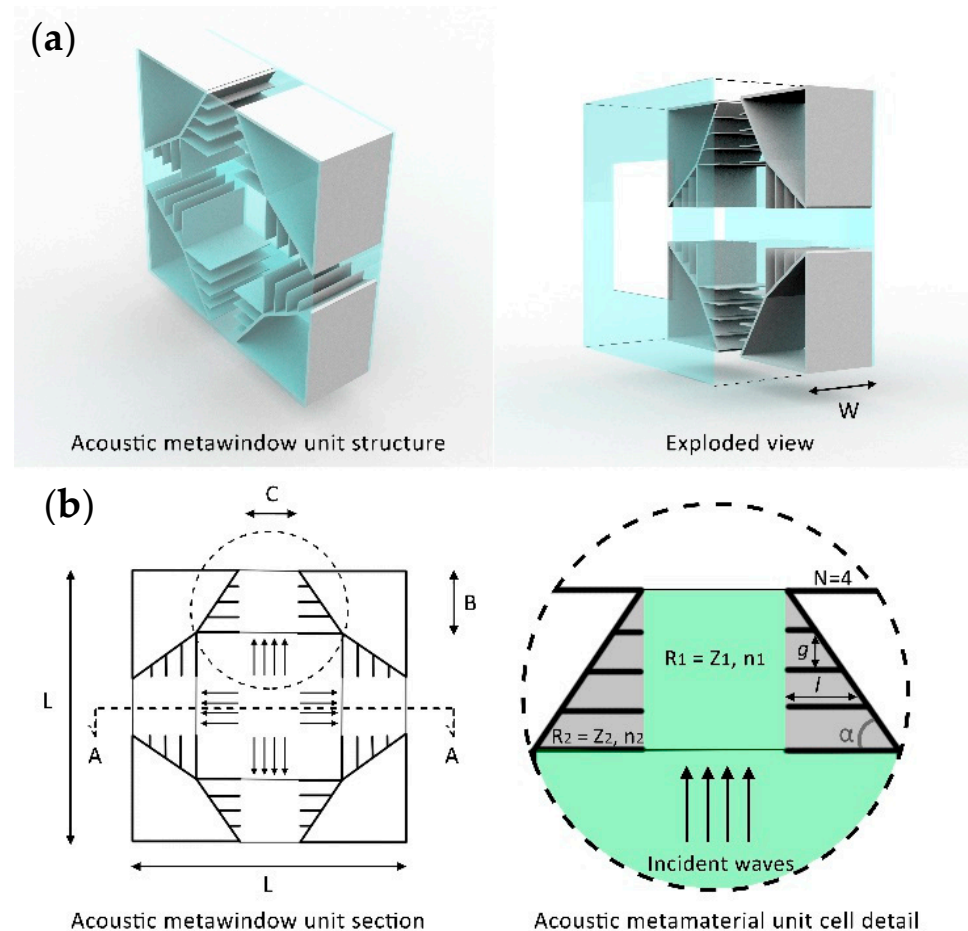 (a)
W
Acoustic metawindow unit structure
Exploded view
(b)
C
B
L
A
A
L
N=4
g
R1 = Z1, n1
l
R2 = Z2, n2
α
Incident waves
Acoustic metawindow unit section
Acoustic metamaterial unit cell detail